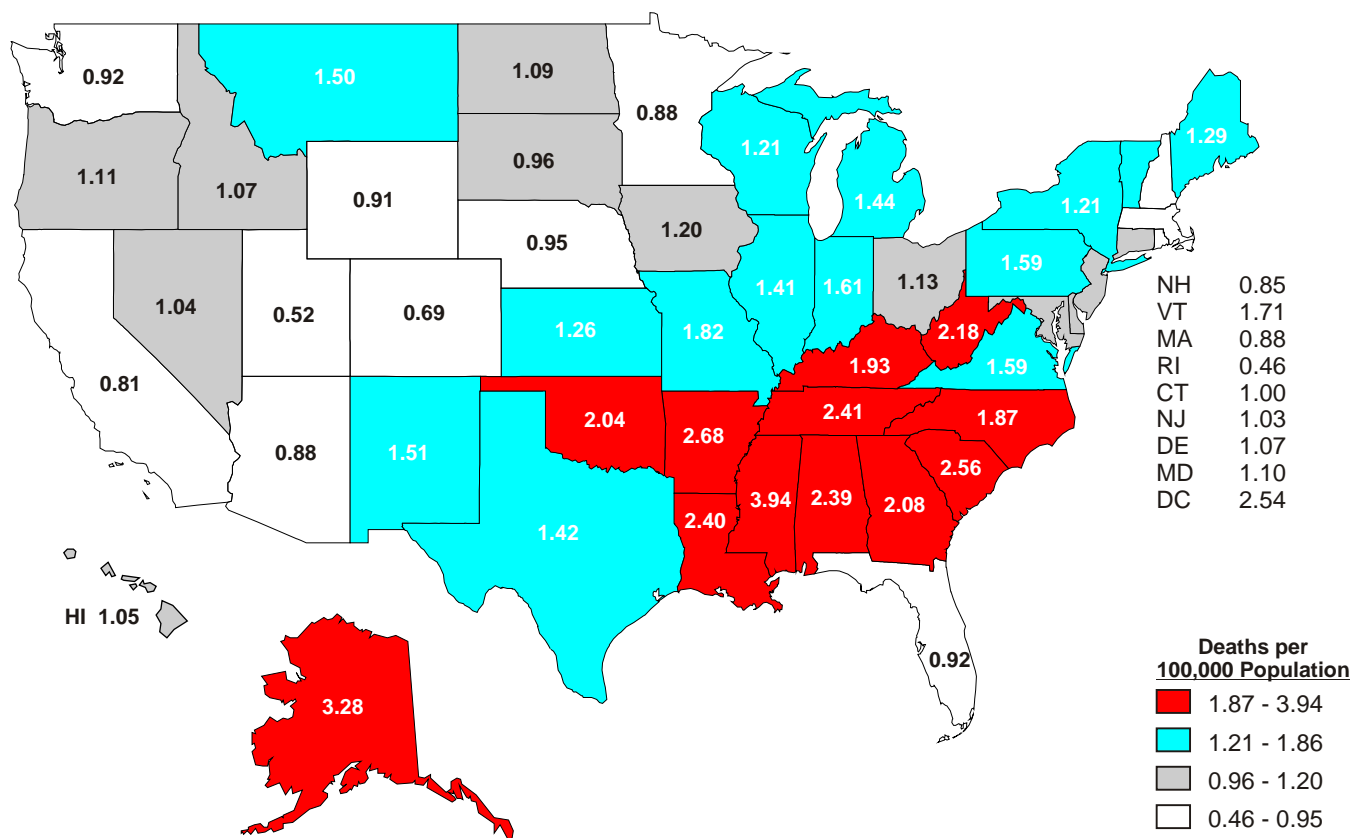 0.92
1.50
1.09
0.88
1.29
1.21
0.96
1.11
1.07
1.44
1.21
0.91
1.20
0.95
1.59
1.13
1.41
1.61
1.04
0.52
0.69
1.26
1.82
2.18
1.93
1.59
0.81
2.41
1.87
2.04
2.68
0.88
1.51
2.56
3.94
2.39
2.08
2.40
1.42
NH 0.85
VT 1.71
MA 0.88
RI 0.46
CT 1.00
NJ 1.03
DE 1.07
MD 1.10
DC 2.54
HI 1.05
0.92
3.28
Deaths per
100,000 Population
1.87 - 3.94
1.21 - 1.86
0.96 - 1.20
0.46 - 0.95